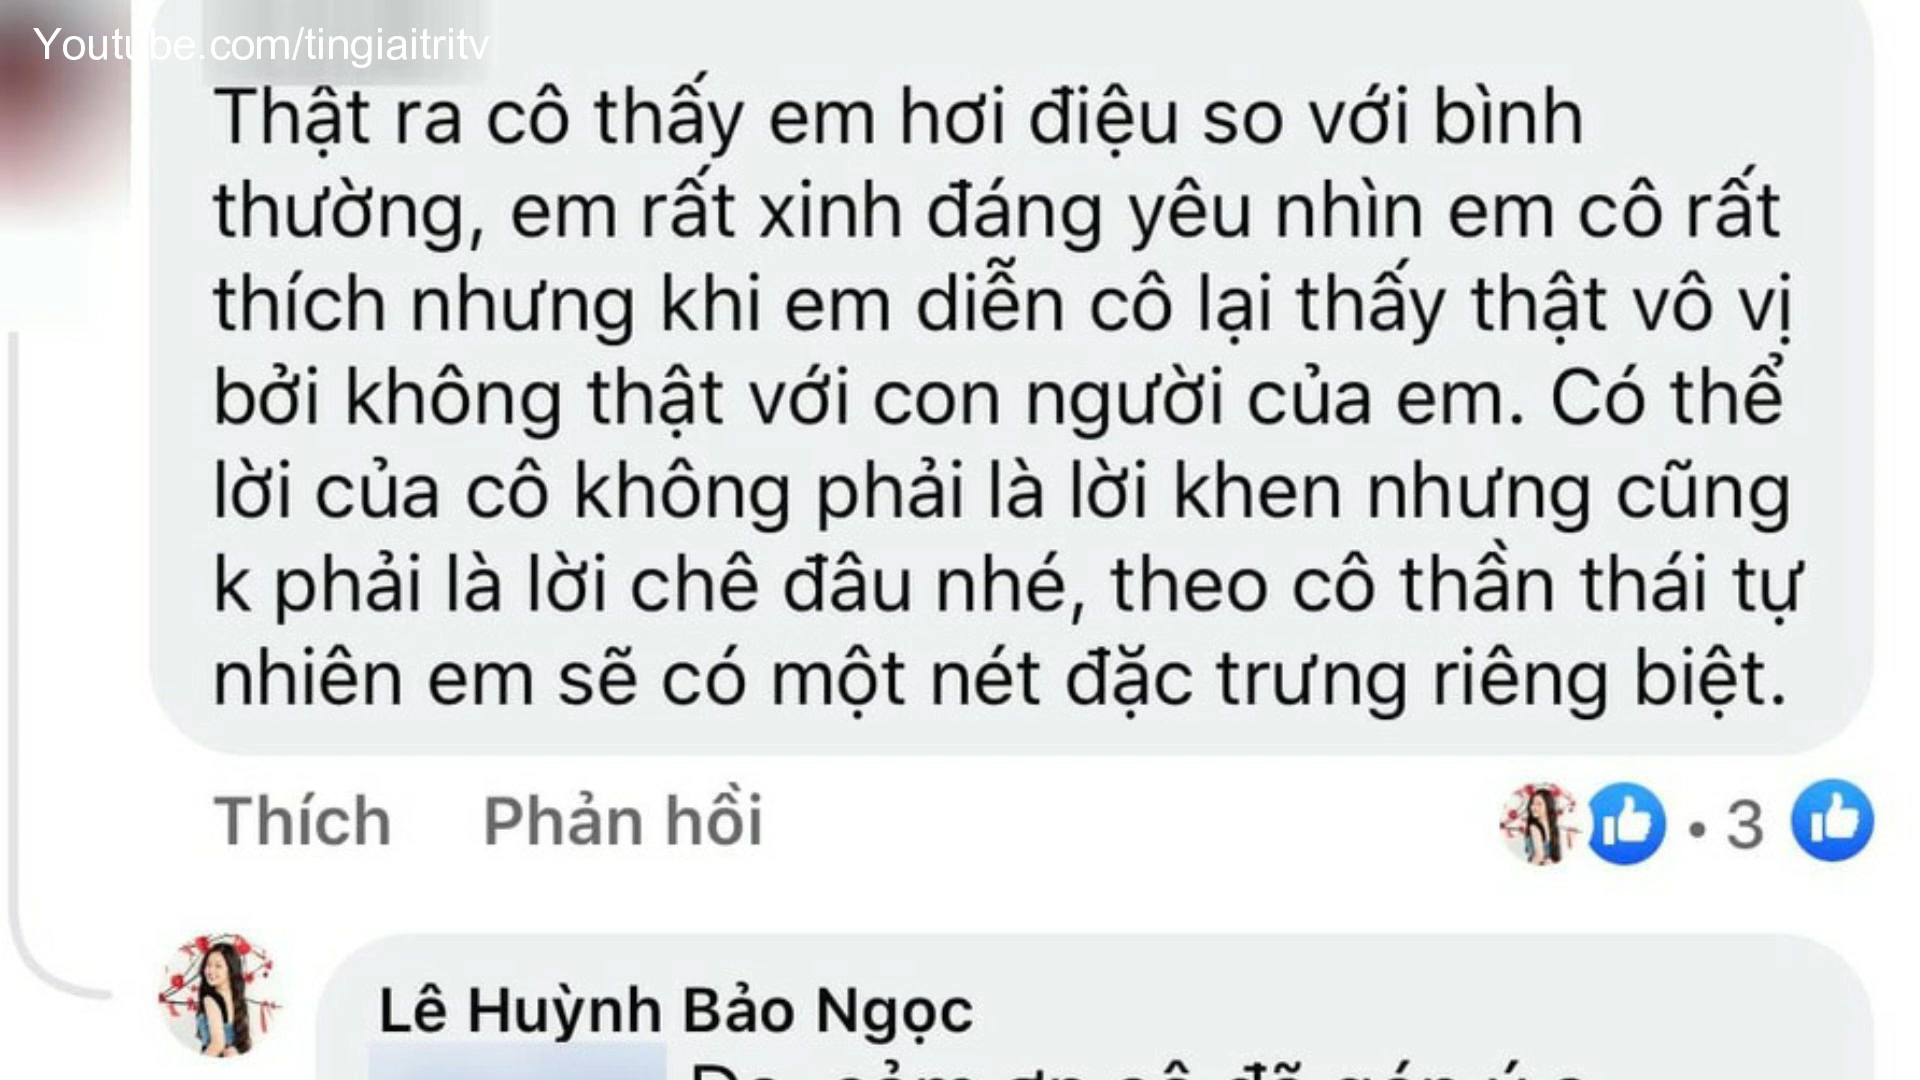 Youtube.com/tingiaitritv
Thật ra cô thấy em hơi điệu so với bình
thường, em rất xinh đáng yêu nhìn em cô rất
thích nhưng khi em diễn cô lại thấy thật vô vị
bởi không thật với con người của em. Có thể
lời của cô không phải là lời khen nhưng cũng
k phải là lời chê đâu nhé, theo cô thần thái tự
nhiên em sẽ có một nét đặc trưng riêng biệt.
Thích Phản hồi 3
Lê Huỳnh Bảo Ngọc